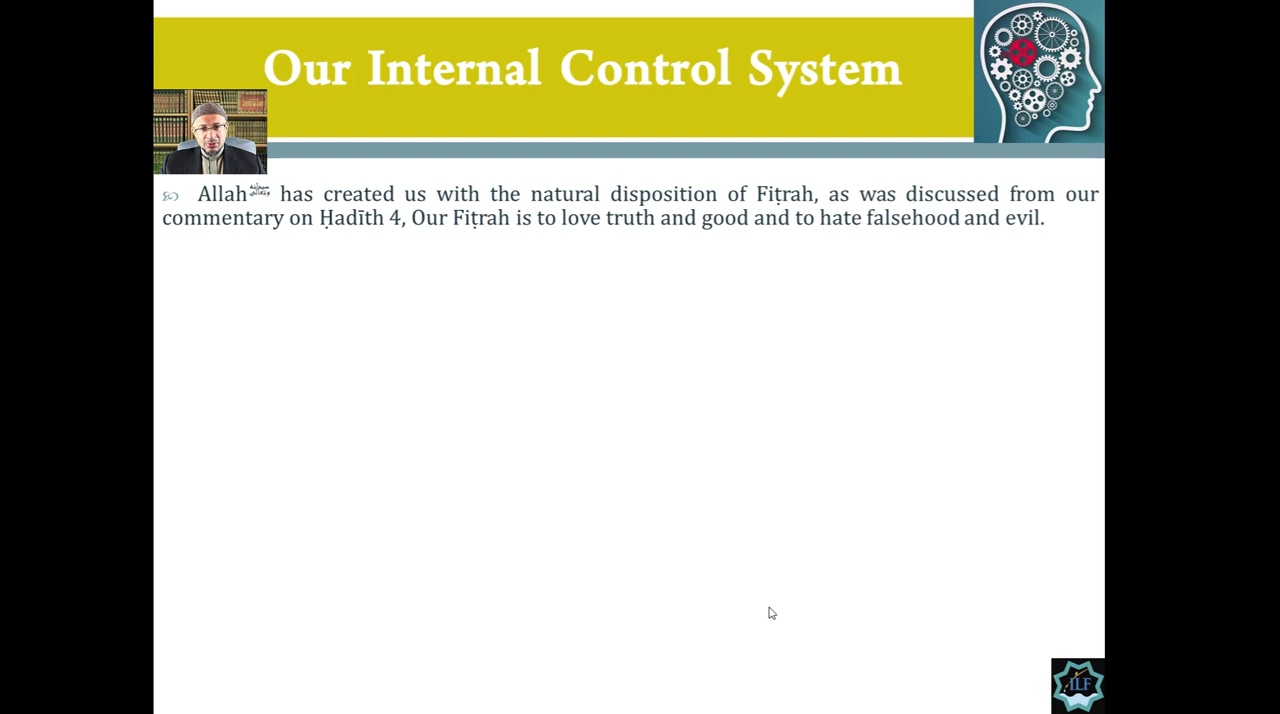 Our Internal Control System
Allah سبحانه وتعالى has created us with the natural disposition of Fiṭrah, as was discussed from our
commentary on Ḥadīth 4, Our Fiṭrah is to love truth and good and to hate falsehood and evil.
ILF